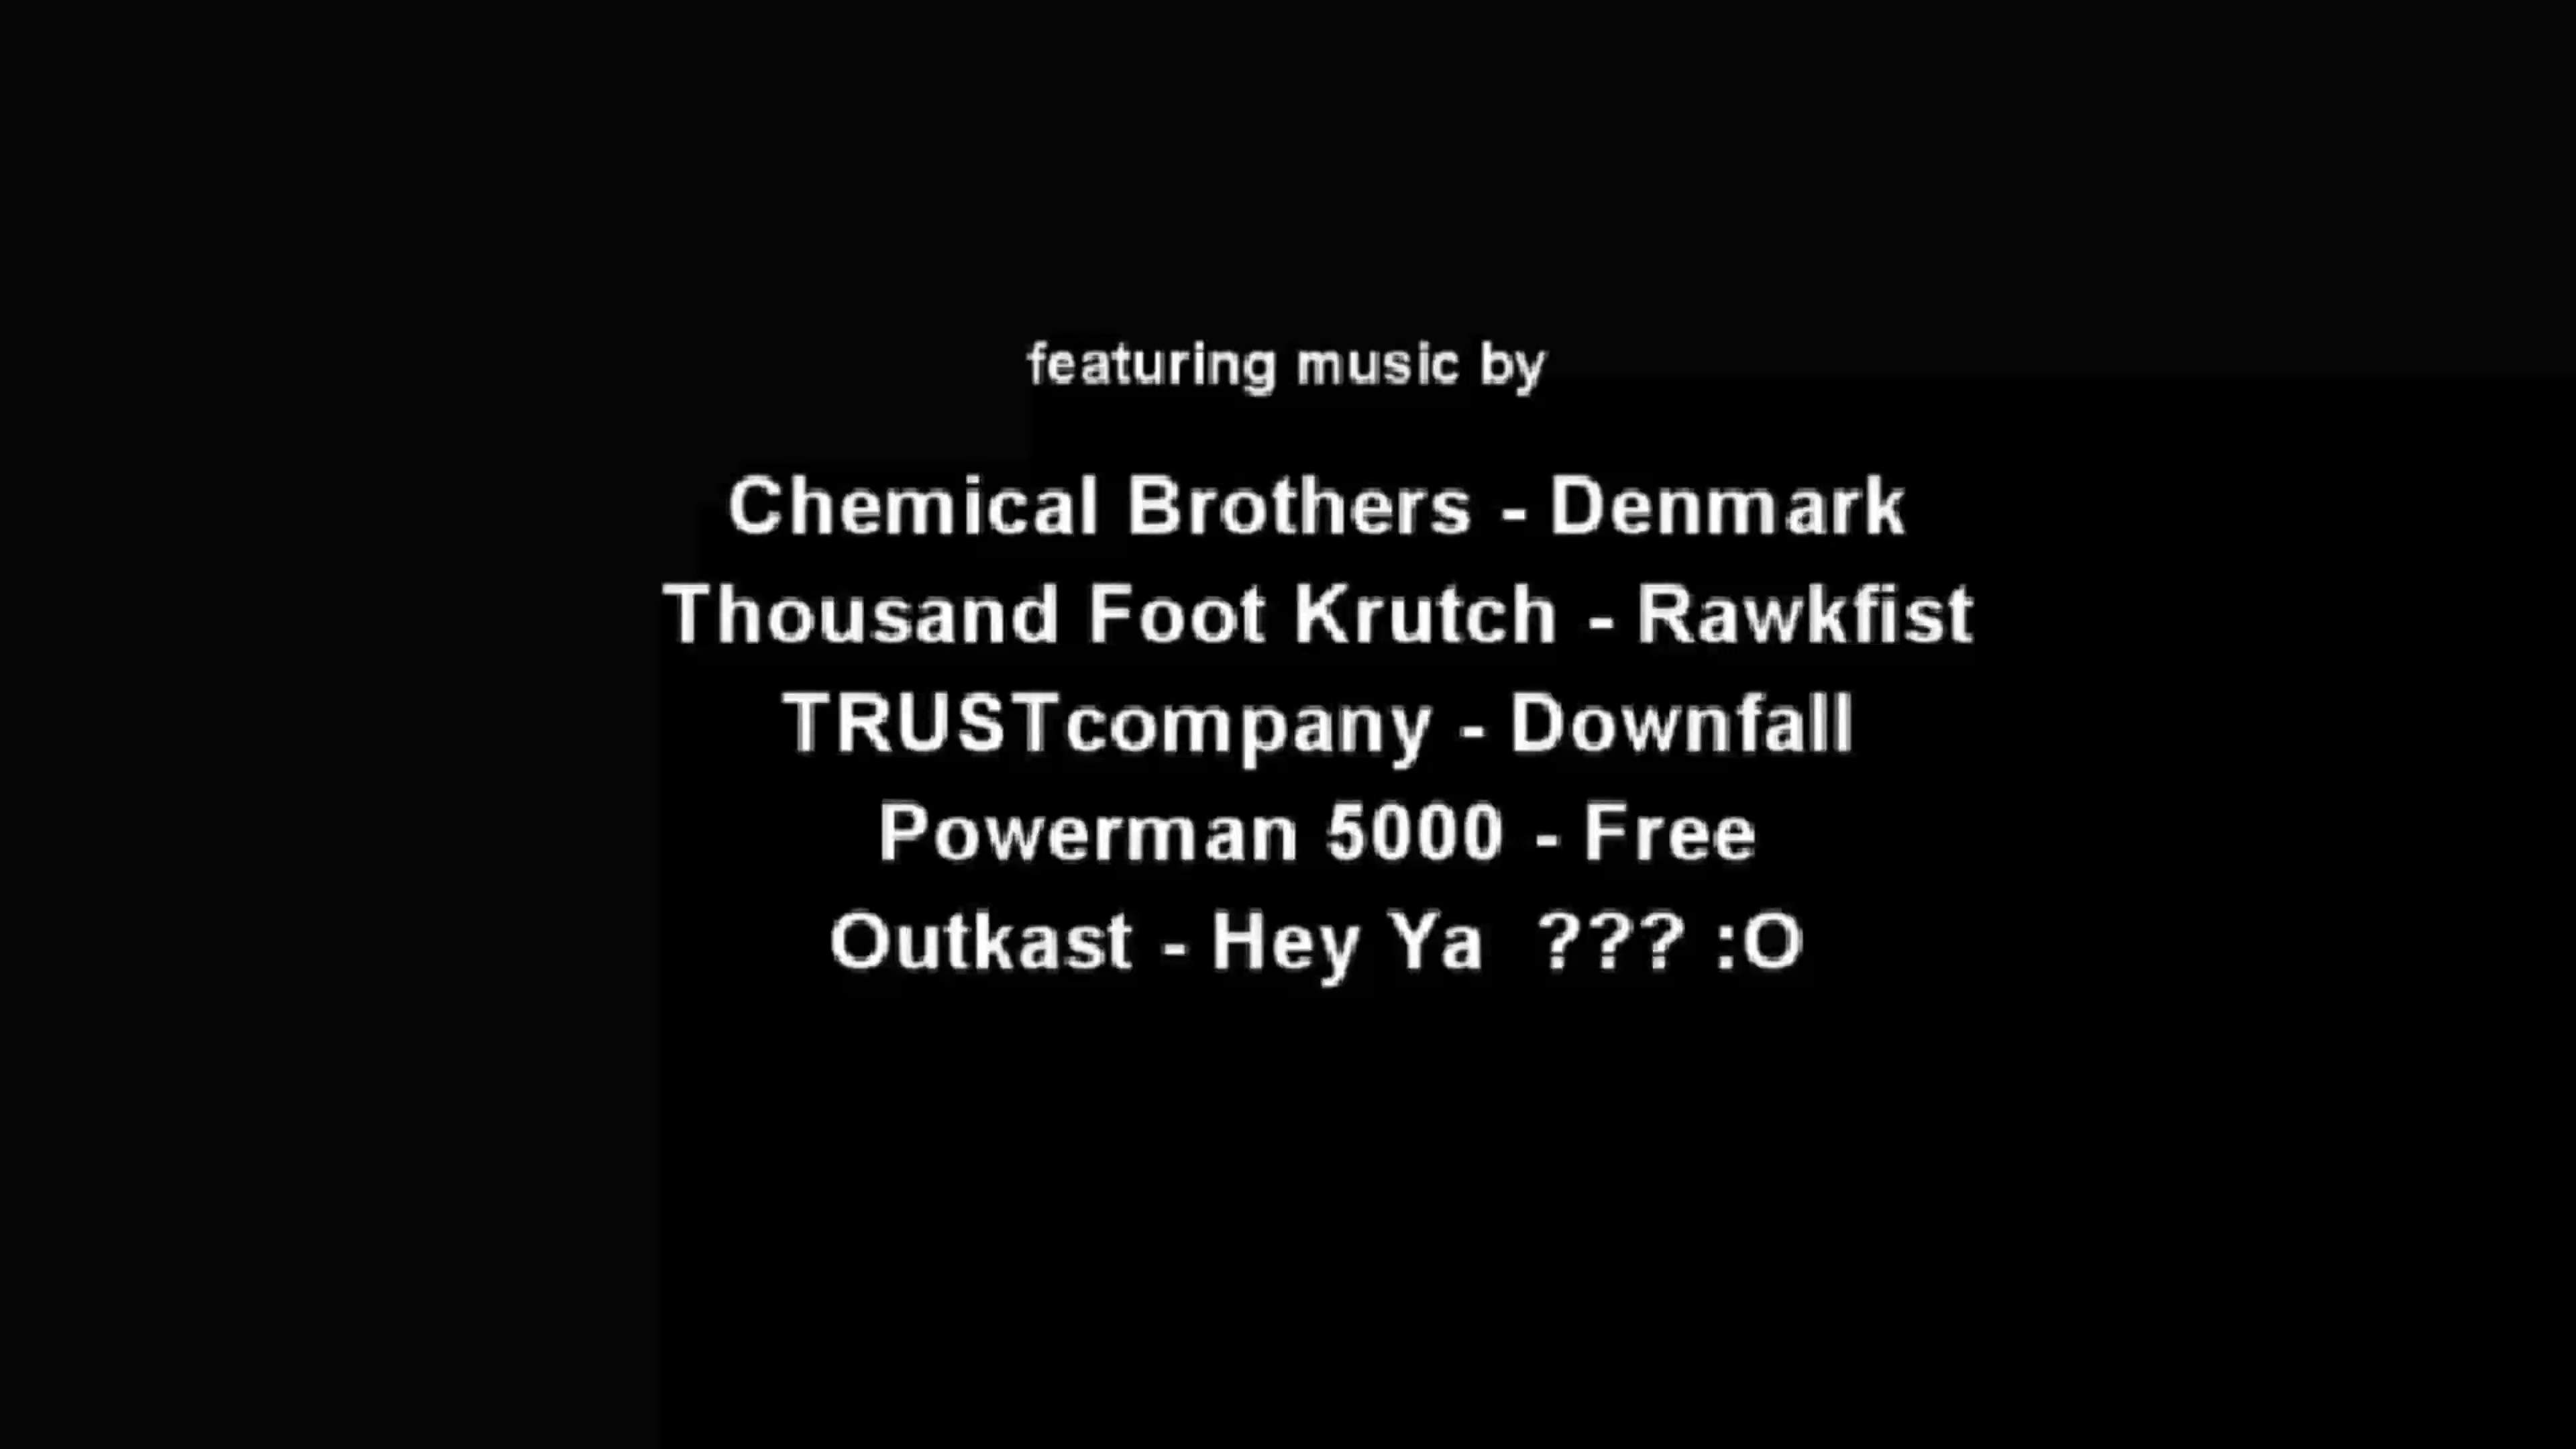 featuring music by
Chemical Brothers - Denmark
Thousand Foot Krutch - Rawkfist
TRUSTcompany - Downfall
Powerman 5000 - Free
Outkast - Hey Ya  ??? :O